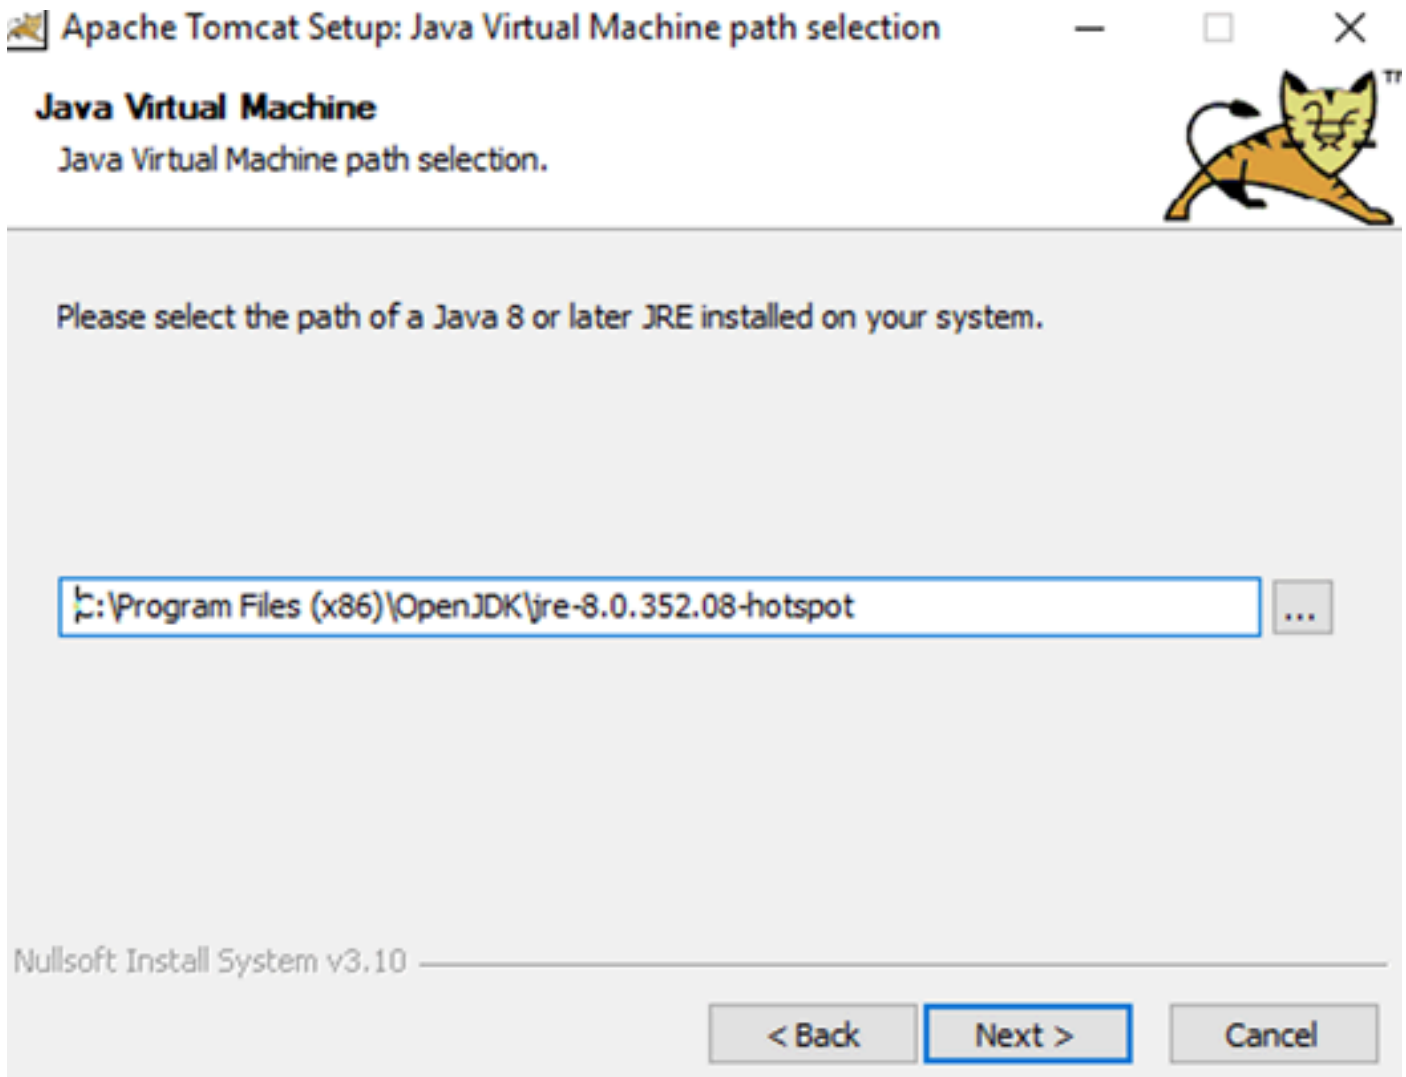 Apache Tomcat Setup: Java Virtual Machine path selection
TM
Java Virtual Machine
Java Virtual Machine path selection.
Please select the path of a Java 8 or later JRE installed on your system.
C:\Program Files (x86)\OpenJDK\jre-8.0.352.08-hotspot
...
Nullsoft Install System v3.10
< Back
Next >
Cancel